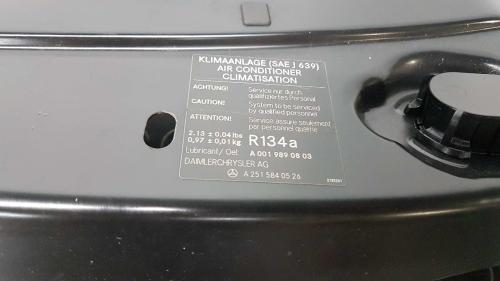 KLIMAANLAGE (SAE J 639)
AIR CONDITIONER
CLIMATISATION
ACHTUNG! Service nur durch
qualifiziertes Personal
CAUTION: System to be serviced
by qualified personnel
ATTENTION: Service assuré seulement
par personnel qualifié
2.13 ± 0.04 lbs
0,97 ± 0,01 kg R134a
Lubricant / Oel: A 001 989 08 03
DAIMLERCHRYSLER AG
A 251 584 05 26